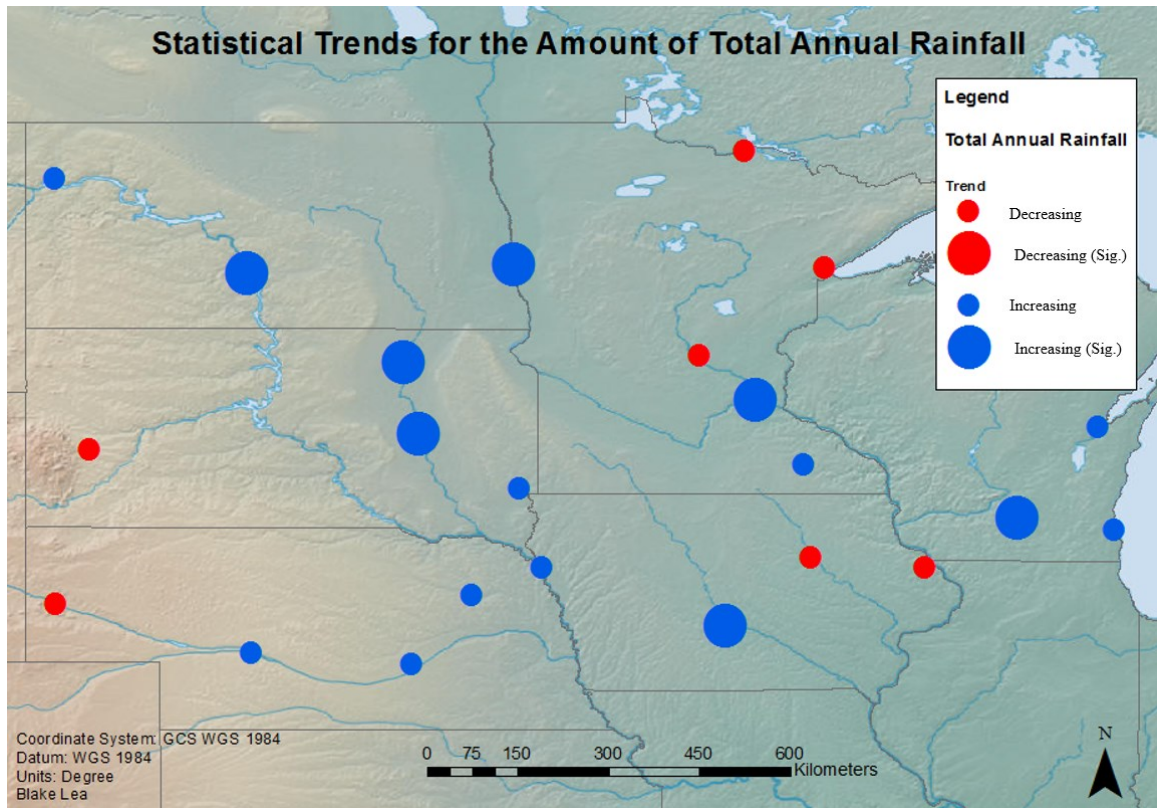 Statistical Trends for the Amount of Total Annual Rainfall
Legend
Total Annual Rainfall
Trend
Decreasing
Decreasing (Sig.)
Increasing
Increasing (Sig.)
Coordinate System: GCS WGS 1984
Datum: WGS 1984
Units: Degree
Blake Lea
0 75 150 300 450 600
Kilometers
N